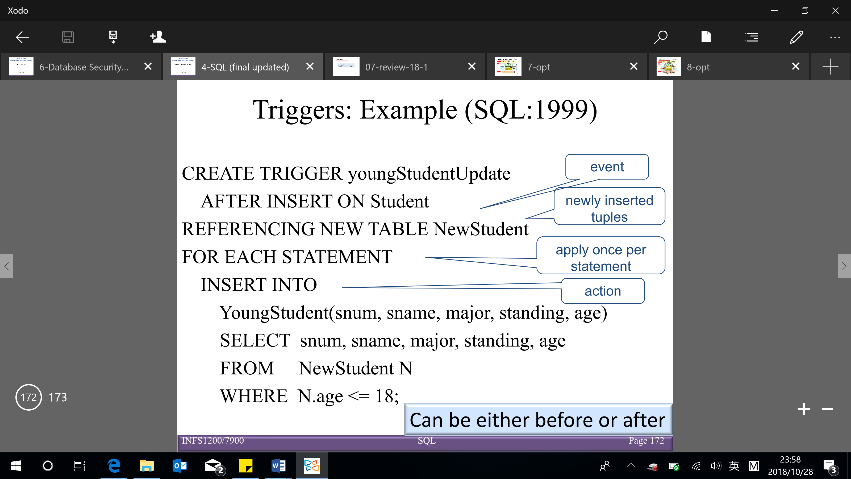 Xodo
6-Database Security...
4-SQL (final updated)
07-review-18-1
7-opt
8-opt
Triggers: Example (SQL:1999)
CREATE TRIGGER youngStudentUpdate
event
AFTER INSERT ON Student
newly inserted
tuples
REFERENCING NEW TABLE NewStudent
FOR EACH STATEMENT
apply once per
statement
INSERT INTO
action
YoungStudent(snum, sname, major, standing, age)
SELECT snum, sname, major, standing, age
FROM NewStudent N
WHERE N.age <= 18;
Can be either before or after
172 173
INFS1200/7900 SQL Page 172
英 M
23:58
2018/10/28
2
3